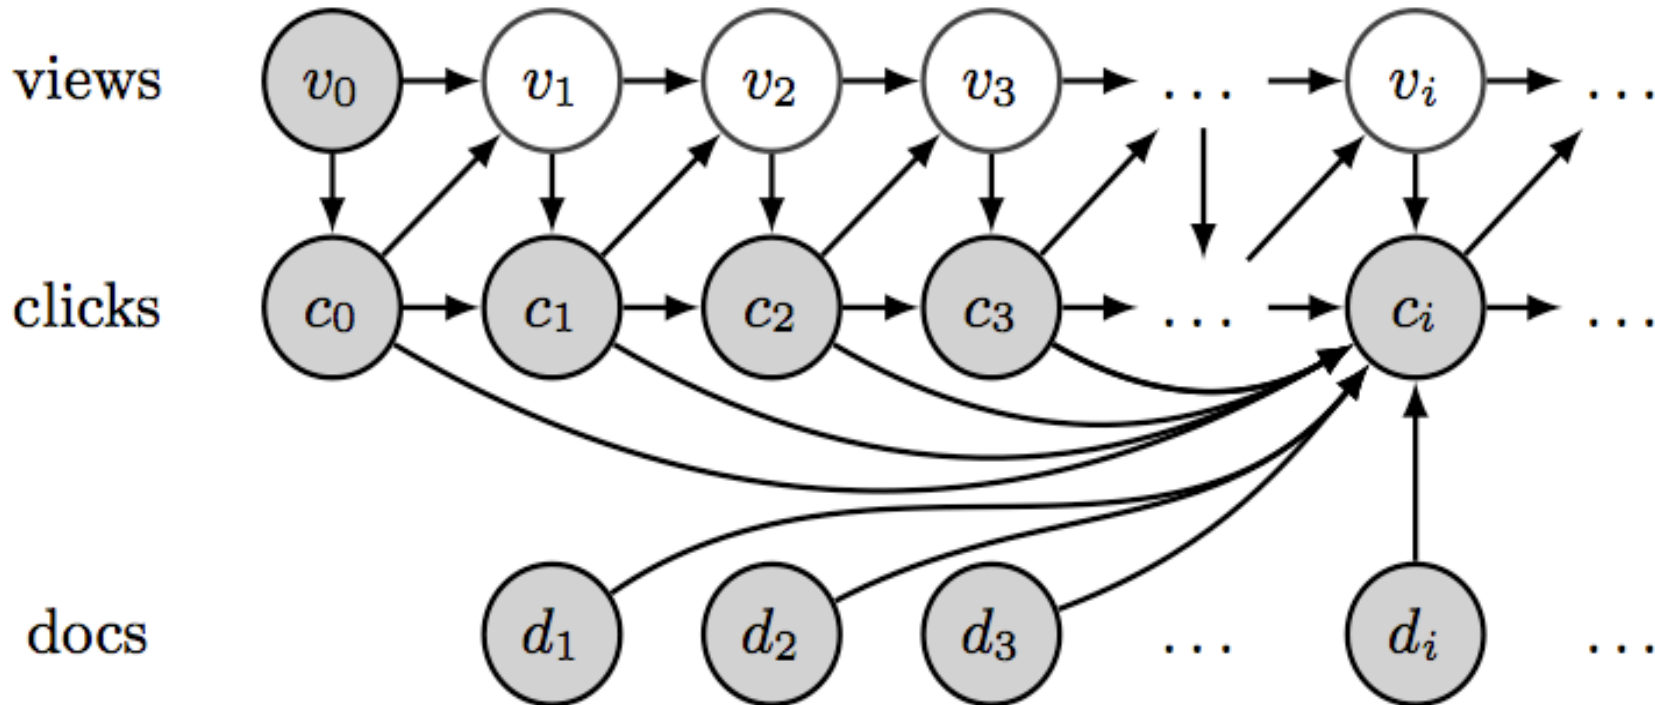 views v₀ v₁ v₂ v₃ ... vᵢ ...
clicks c₀ c₁ c₂ c₃ ... cᵢ ...
docs d₁ d₂ d₃ ... dᵢ ...